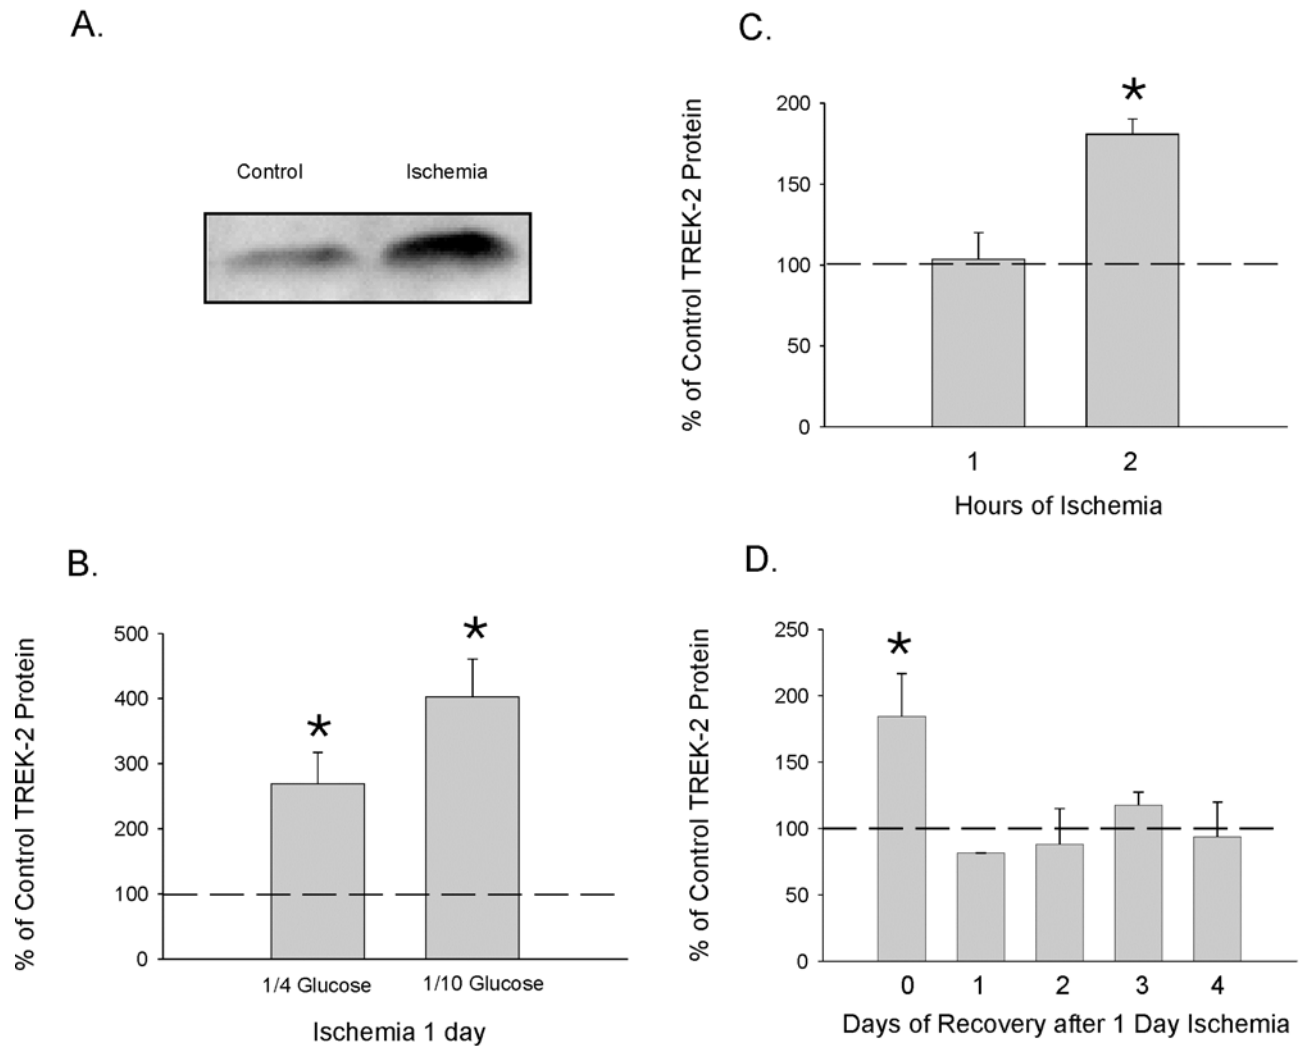 A.
Control Ischemia
B.
% of Control TREK-2 Protein
500
400
300
200
100
0
*
*
1/4 Glucose 1/10 Glucose
Ischemia 1 day
C.
% of Control TREK-2 Protein
200
150
100
50
0
*
1 2
Hours of Ischemia
D.
% of Control TREK-2 Protein
250
200
150
100
50
0
*
0 1 2 3 4
Days of Recovery after 1 Day Ischemia